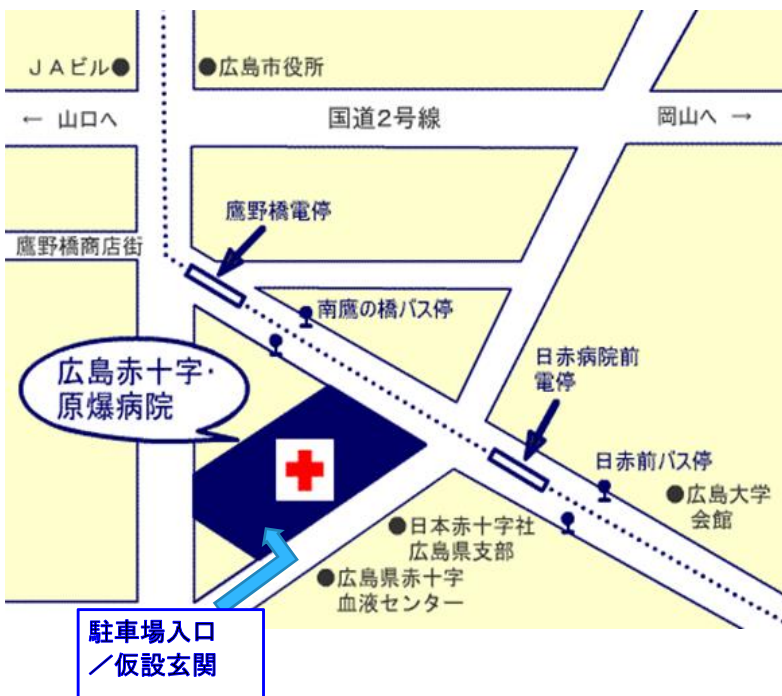 JAビル●
●広島市役所
← 山口へ
国道2号線
岡山へ →
鷹野橋電停
鷹野橋商店街
南鷹の橋バス停
広島赤十字・
原爆病院
日赤病院前
電停
日赤前バス停
●広島大学
会館
●日本赤十字社
広島県支部
●広島県赤十字
血液センター
駐車場入口
／仮設玄関